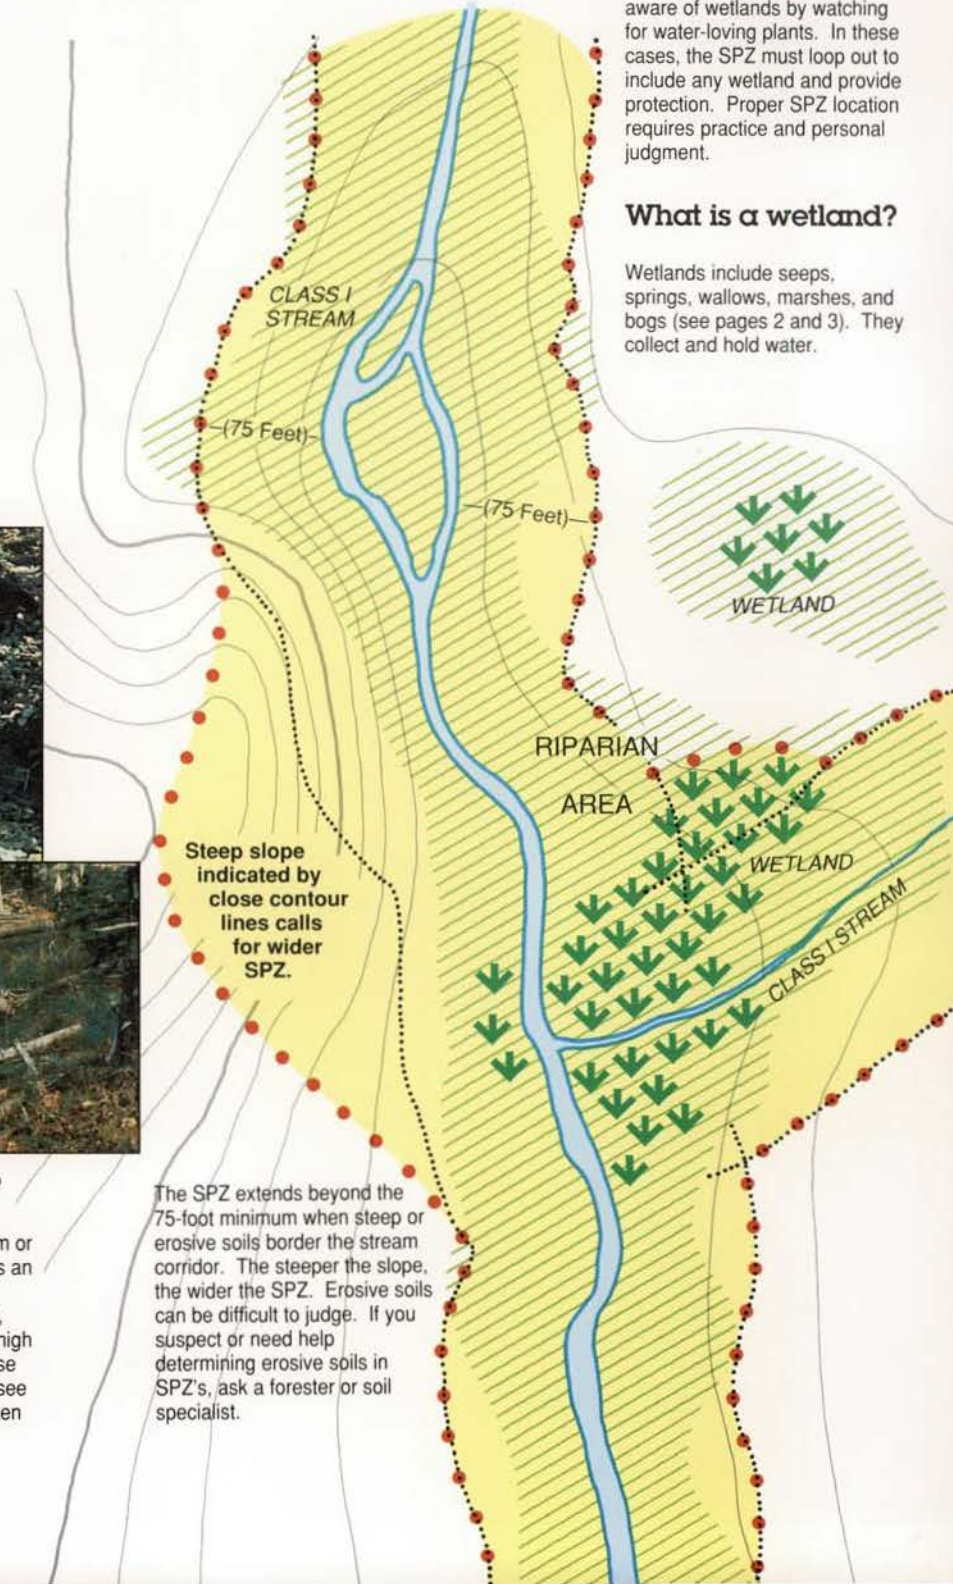 aware of wetlands by watching
for water-loving plants. In these
cases, the SPZ must loop out to
include any wetland and provide
protection. Proper SPZ location
requires practice and personal
judgment.
What is a wetland?
Wetlands include seeps,
springs, wallows, marshes, and
bogs (see pages 2 and 3). They
collect and hold water.
CLASS I
STREAM
(75 Feet)
(75 Feet)
WETLAND
RIPARIAN
AREA
WETLAND
CLASS I STREAM
Steep slope
indicated by
close contour
lines calls
for wider
SPZ.
m or
s an
high
se
see
en
The SPZ extends beyond the
75-foot minimum when steep or
erosive soils border the stream
corridor. The steeper the slope,
the wider the SPZ. Erosive soils
can be difficult to judge. If you
suspect or need help
determining erosive soils in
SPZ's, ask a forester or soil
specialist.